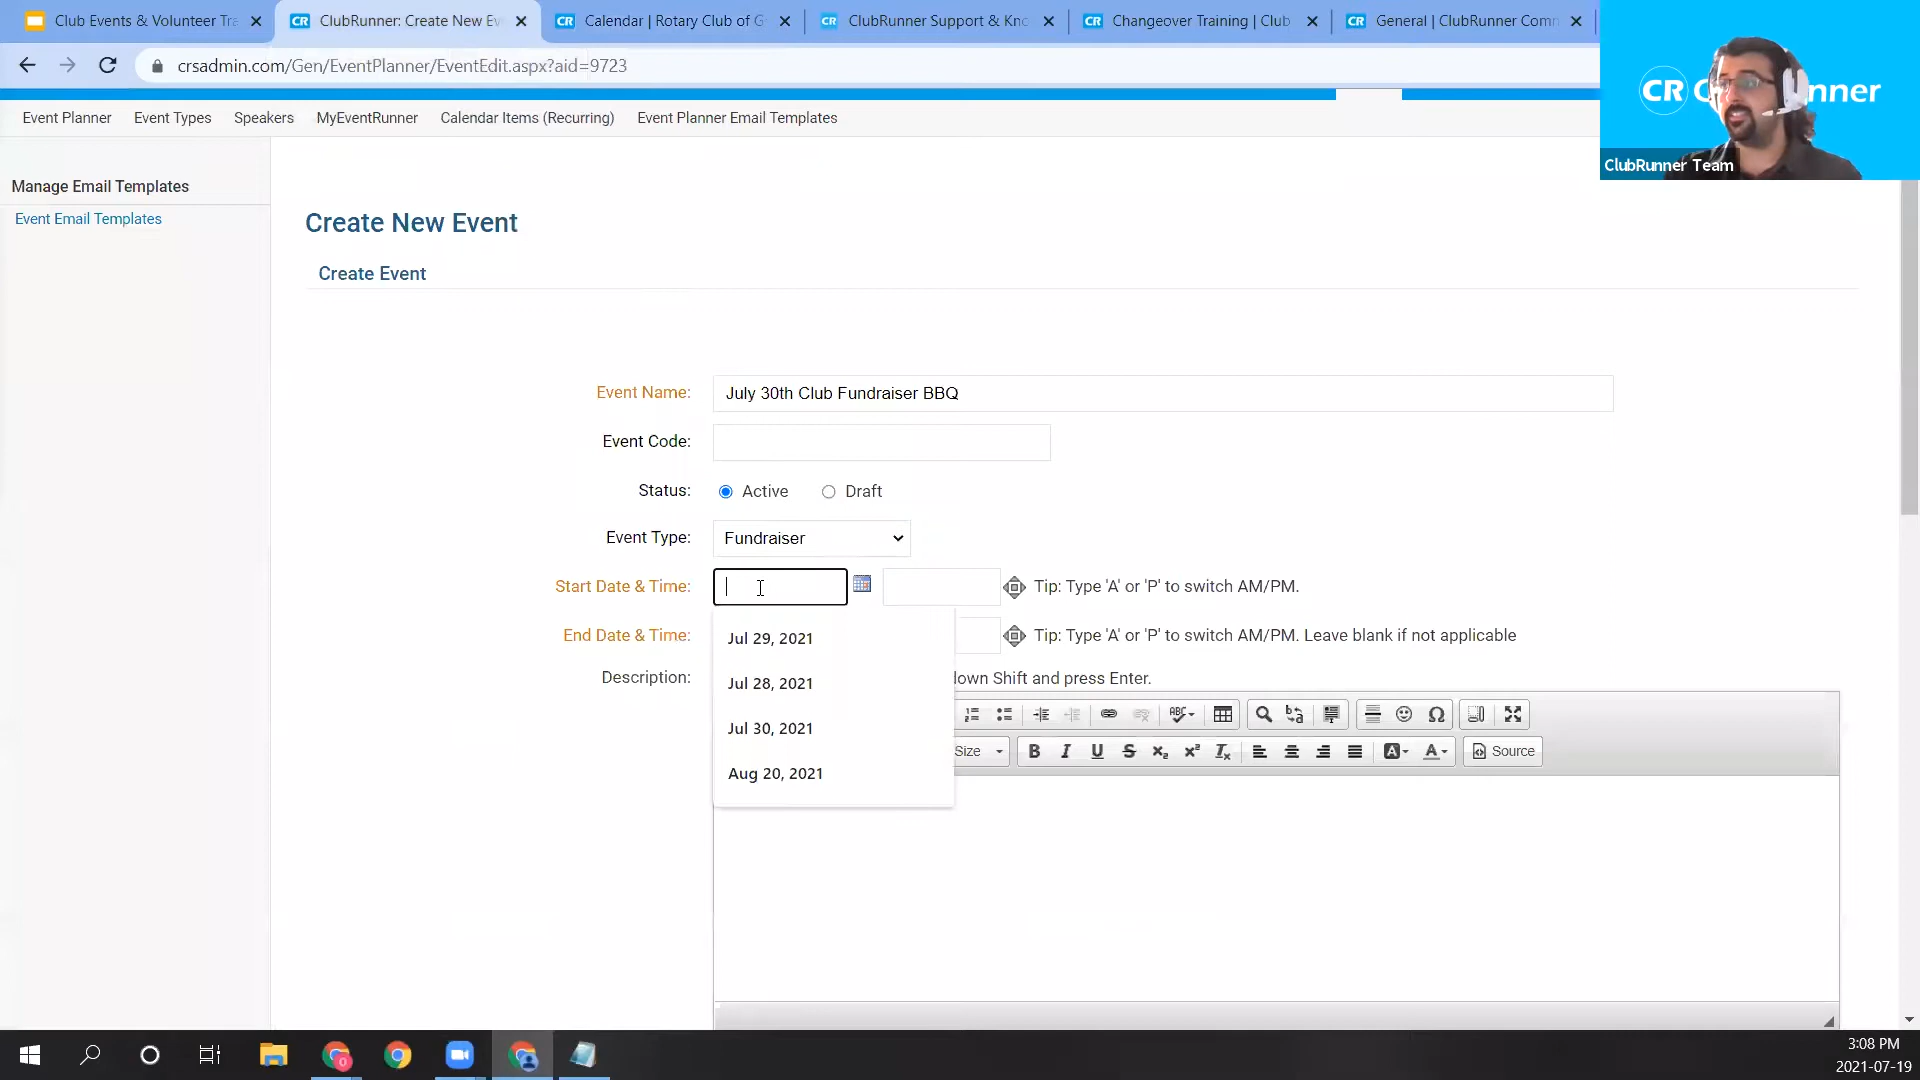 Club Events & Volunteer Tra
ClubRunner: Create New Ev
Calendar | Rotary Club of G
ClubRunner Support & Kno
Changeover Training | Club
General | ClubRunner Comm
crsadmin.com/Gen/EventPlanner/EventEdit.aspx?aid=9723
CR C nner
ClubRunner Team
Event Planner Event Types Speakers MyEventRunner Calendar Items (Recurring) Event Planner Email Templates
Manage Email Templates
Event Email Templates
Create New Event
Create Event
Event Name: July 30th Club Fundraiser BBQ
Event Code:
Status: Active Draft
Event Type: Fundraiser
Start Date & Time: Tip: Type 'A' or 'P' to switch AM/PM.
End Date & Time: Tip: Type 'A' or 'P' to switch AM/PM. Leave blank if not applicable
Jul 29, 2021
Jul 28, 2021
Jul 30, 2021
Aug 20, 2021
Description: down Shift and press Enter.
Size
Source
3:08 PM
2021-07-19